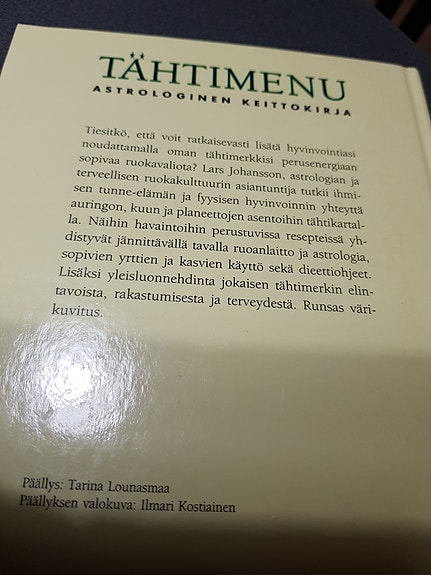 TÄHTIMENU
ASTROLOGINEN KEITTOKIRJA
Tiesitkö, että voit ratkaisevasti lisätä hyvinvointiasi
noudattamalla oman tähtimerkkisi perusenergiaan
sopivaa ruokavaliota? Lars Johansson, astrologian ja
terveellisen ruokakulttuurin asiantuntija tutkii ihmi-
sen tunne-elämän ja fyysisen hyvinvoinnin yhteyttä
auringon, kuun ja planeettojen asentoihin tähtikartal-
la. Näihin havaintoihin perustuvissa resepteissä yh-
distyvät jännittävällä tavalla ruoanlaitto ja astrologia,
sopivien yrttien ja kasvien käyttö sekä dieettiohjeet.
Lisäksi yleisluonnehdinta jokaisen tähtimerkin elin-
tavoista, rakastumisesta ja terveydestä. Runsas väri-
kuvitus.
Päällys: Tarina Lounasmaa
Päällyksen valokuva: Ilmari Kostiainen